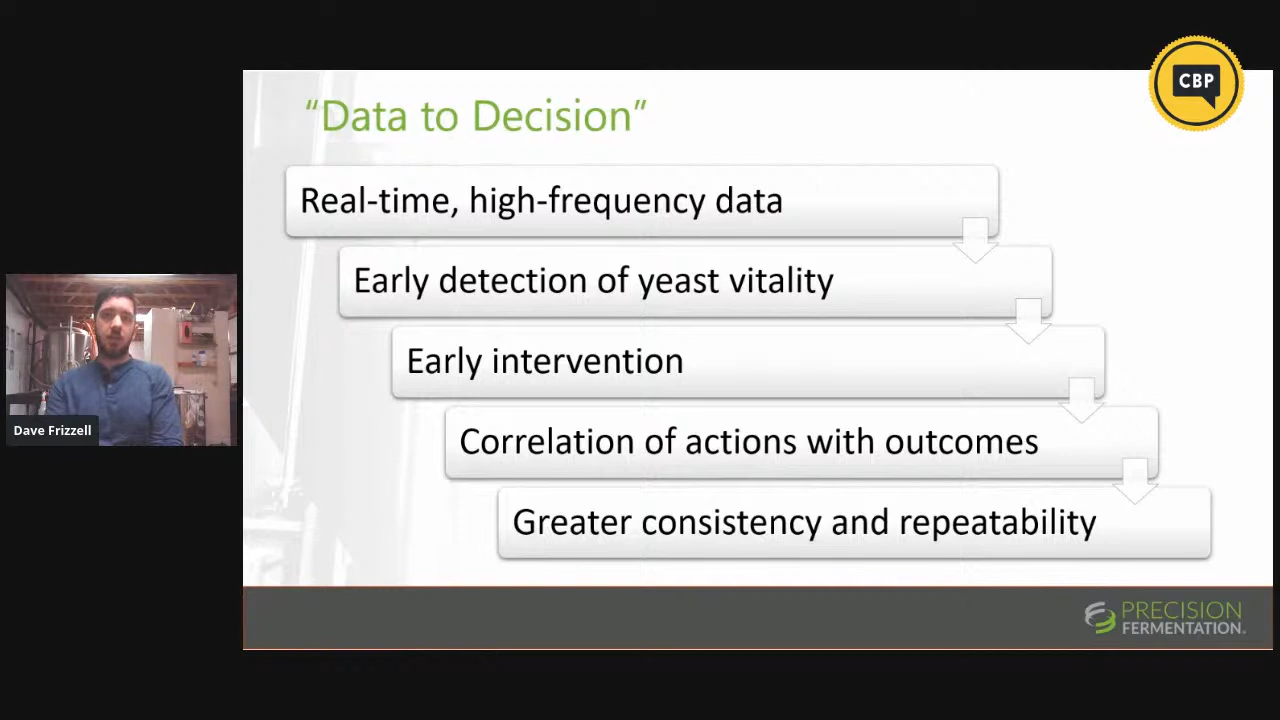 CBP
"Data to Decision"
Real-time, high-frequency data
Early detection of yeast vitality
Early intervention
Correlation of actions with outcomes
Greater consistency and repeatability
Dave Frizzell
PRECISION
FERMENTATION.